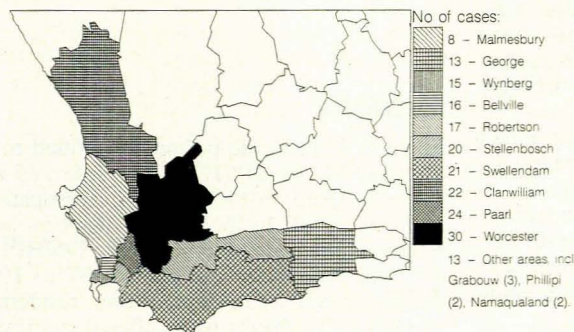 No of cases:
8 – Malmesbury
13 – George
15 – Wynberg
16 – Bellville
17 – Robertson
20 – Stellenbosch
21 – Swellendam
22 – Clanwilliam
24 – Paarl
30 – Worcester
13 – Other areas, incl
Grabouw (3), Phillipi
(2), Namaqualand (2).